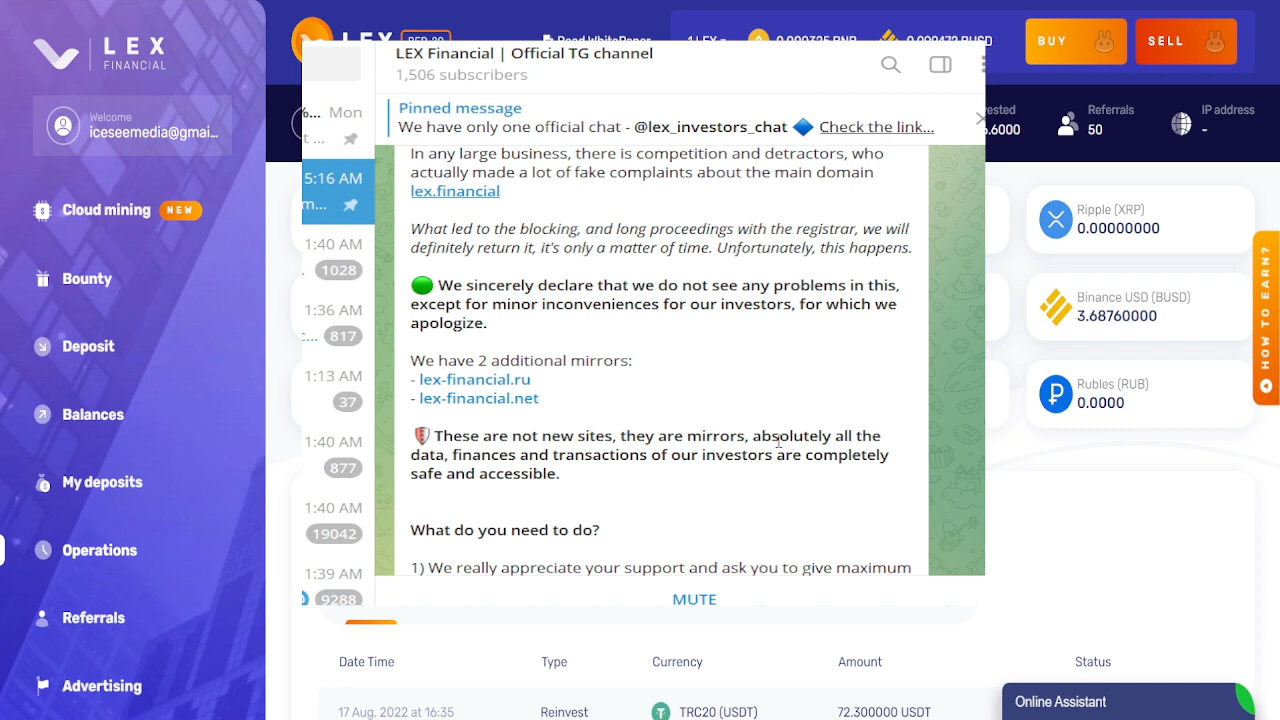 LEX
FINANCIAL
Welcome
iceseemedia@gmai...
Cloud mining NEW
Bounty
Deposit
Balances
My deposits
Operations
Referrals
Advertising
BUY
SELL
Referrals
50
IP address
-
Ripple (XRP)
0.00000000
Binance USD (BUSD)
3.68760000
Rubles (RUB)
0.0000
HOW TO EARN?
Mon
5:16 AM
1:40 AM
1028
1:36 AM
817
1:13 AM
37
1:40 AM
877
1:40 AM
19042
1:39 AM
9288
LEX Financial | Official TG channel
1,506 subscribers
Pinned message
We have only one official chat - @lex_investors_chat 🔷 Check the link...
In any large business, there is competition and detractors, who
actually made a lot of fake complaints about the main domain
lex.financial
What led to the blocking, and long proceedings with the registrar, we will
definitely return it, it's only a matter of time. Unfortunately, this happens.
🟢 We sincerely declare that we do not see any problems in this,
except for minor inconveniences for our investors, for which we
apologize.
We have 2 additional mirrors:
- lex-financial.ru
- lex-financial.net
These are not new sites, they are mirrors, absolutely all the
data, finances and transactions of our investors are completely
safe and accessible.
What do you need to do?
1) We really appreciate your support and ask you to give maximum
MUTE
Date Time Type Currency Amount Status
17 Aug, 2022 at 16:35 Reinvest TRC20 (USDT) 72.300000 USDT
Online Assistant